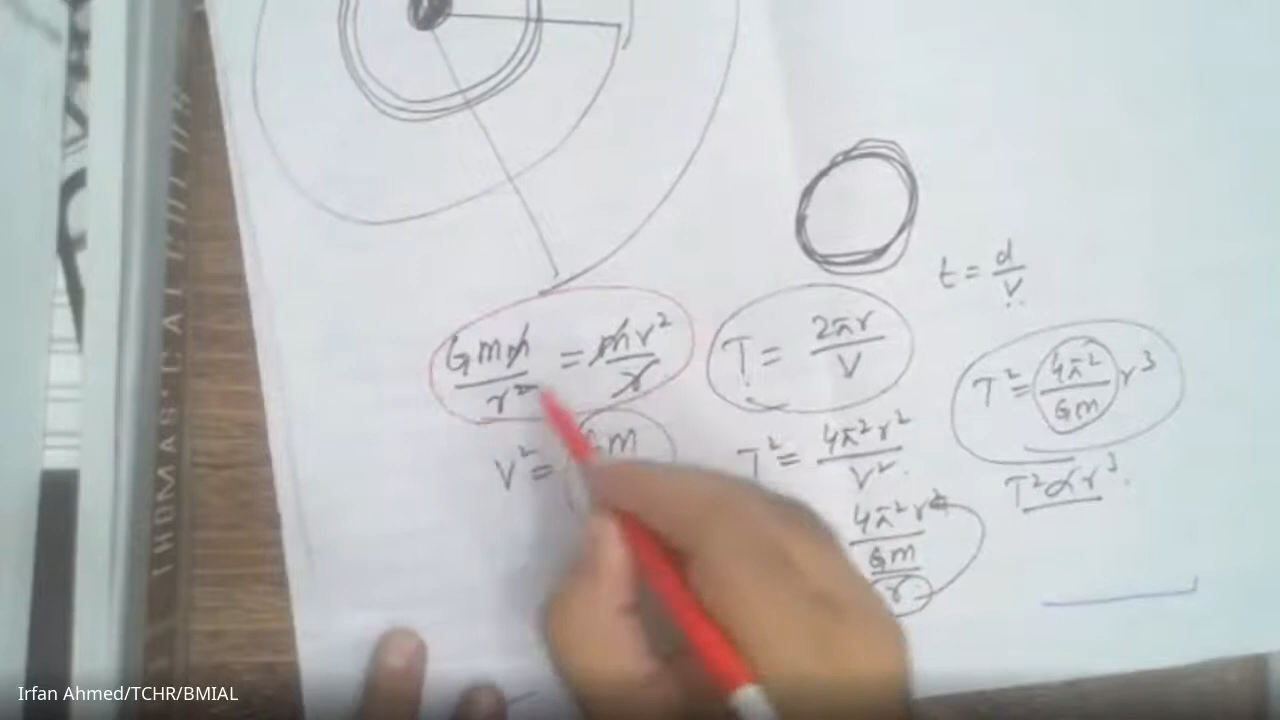 t = d/v
GMm/r² = mv²/r
T = 2πr/V
T² = 4π²/GM r³
V² = GM
T² = 4π²r²/V²
T² ∝ r³
4π²r²
GM
r
THOMAS' CAL
Irfan Ahmed/TCHR/BMIAL